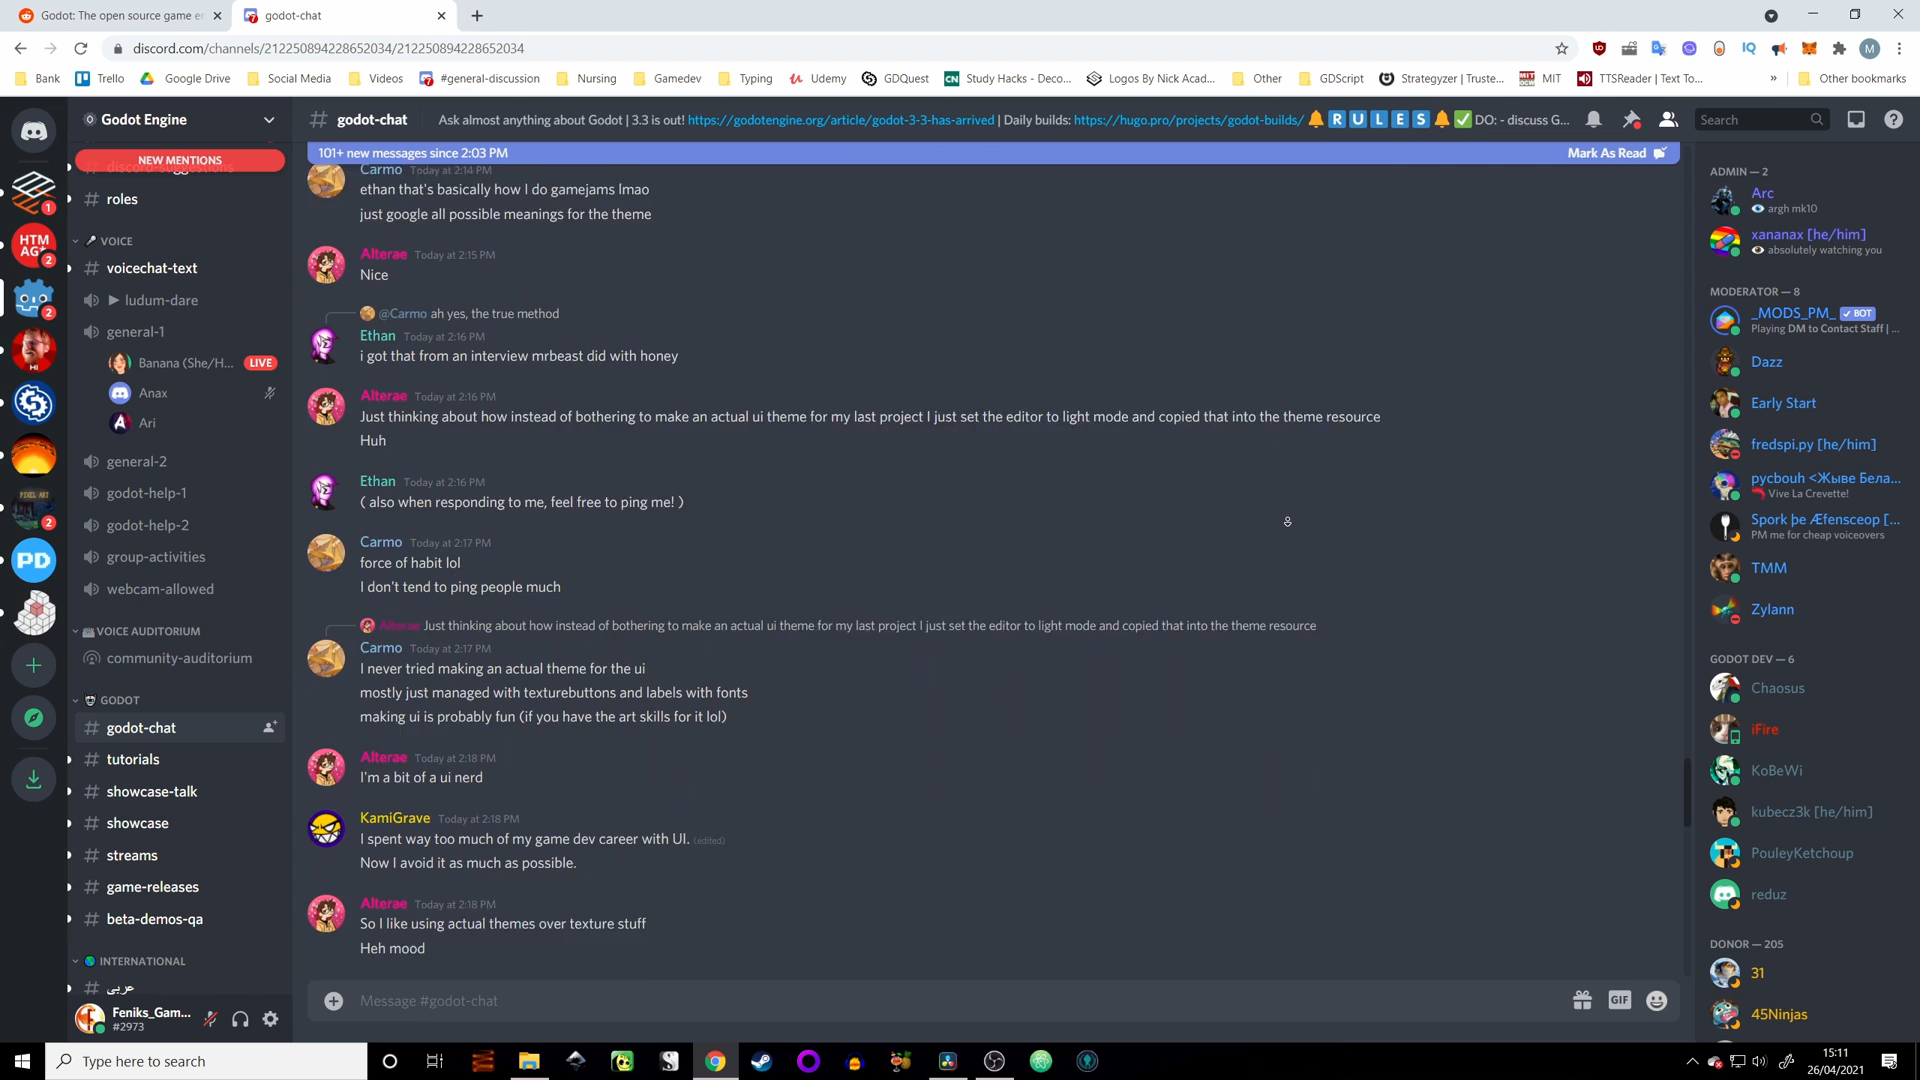 Godot: The open source game en
godot-chat
discord.com/channels/212250894228652034/212250894228652034
Bank
Trello
Google Drive
Social Media
Videos
#general-discussion
Nursing
Gamedev
Typing
Udemy
GDQuest
Study Hacks - Deco...
Logos By Nick Acad...
Other
GDScript
Strategyzer | Truste...
MIT
TTSReader | Text To...
»
Other bookmarks
Godot Engine
# godot-chat
Ask almost anything about Godot | 3.3 is out! https://godotengine.org/article/godot-3-3-has-arrived | Daily builds: https://hugo.pro/projects/godot-builds/ 🔔 R U L E S 🔔 ✅ DO: - discuss G...
Search
NEW MENTIONS
discord-suggestions
# roles
VOICE
# voicechat-text
ludum-dare
general-1
Banana (She/H... LIVE
Anax
Ari
general-2
godot-help-1
godot-help-2
group-activities
webcam-allowed
VOICE AUDITORIUM
community-auditorium
GODOT
# godot-chat
# tutorials
# showcase-talk
# showcase
# streams
# game-releases
# beta-demos-qa
INTERNATIONAL
# عربي
Feniks_Gam...
#2973
HTM
AG*
HI
PIXEL ART
PD
101+ new messages since 2:03 PM
Mark As Read
Carmo Today at 2:14 PM
ethan that's basically how I do gamejams lmao
just google all possible meanings for the theme
Alterae Today at 2:15 PM
Nice
@Carmo ah yes, the true method
Ethan Today at 2:16 PM
i got that from an interview mrbeast did with honey
Alterae Today at 2:16 PM
Just thinking about how instead of bothering to make an actual ui theme for my last project I just set the editor to light mode and copied that into the theme resource
Huh
Ethan Today at 2:16 PM
( also when responding to me, feel free to ping me! )
Carmo Today at 2:17 PM
force of habit lol
I don't tend to ping people much
Alterae Just thinking about how instead of bothering to make an actual ui theme for my last project I just set the editor to light mode and copied that into the theme resource
Carmo Today at 2:17 PM
I never tried making an actual theme for the ui
mostly just managed with texturebuttons and labels with fonts
making ui is probably fun (if you have the art skills for it lol)
Alterae Today at 2:18 PM
I'm a bit of a ui nerd
KamiGrave Today at 2:18 PM
I spent way too much of my game dev career with UI. (edited)
Now I avoid it as much as possible.
Alterae Today at 2:18 PM
So I like using actual themes over texture stuff
Heh mood
Message #godot-chat
GIF
ADMIN — 2
Arc
argh mk10
xananax [he/him]
absolutely watching you
MODERATOR — 8
_MODS_PM_ ✓ BOT
Playing DM to Contact Staff | ...
Dazz
Early Start
fredspi.py [he/him]
pycbouh <Жыве Бела...
Vive La Crevette!
Spork þe Æfensceop [...
PM me for cheap voiceovers
TMM
Zylann
GODOT DEV — 6
Chaosus
iFire
KoBeWi
kubecz3k [he/him]
PouleyKetchoup
reduz
DONOR — 205
31
45Ninjas
Type here to search
15:11
26/04/2021